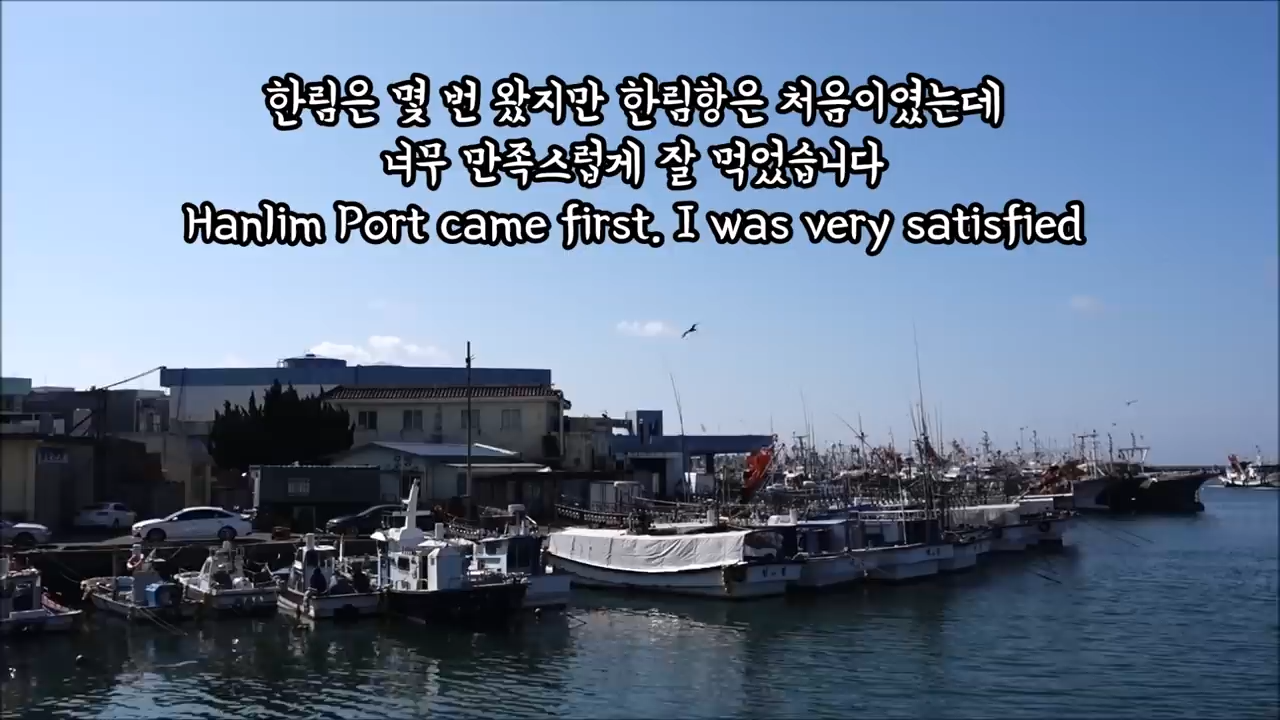 한림은 몇 번 왔지만 한림항은 처음이였는데
너무 만족스럽게 잘 먹었습니다
Hanlim Port came first. I was very satisfied